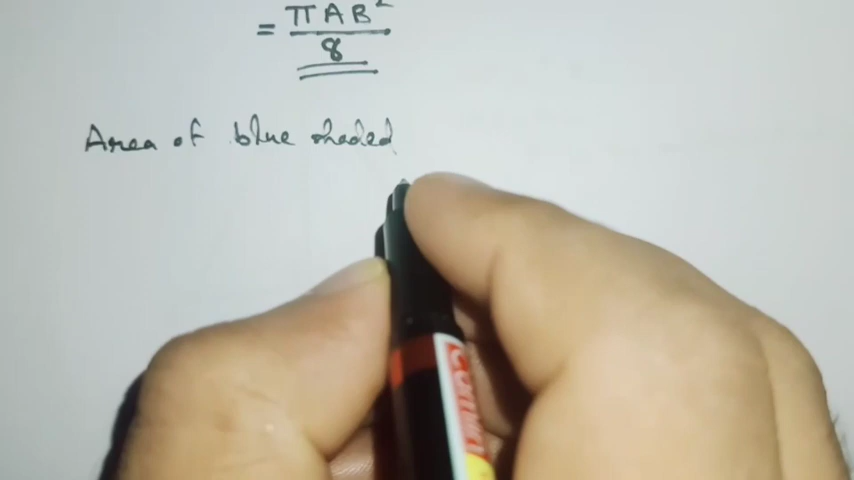 = πAB²
8
Area of blue shaded